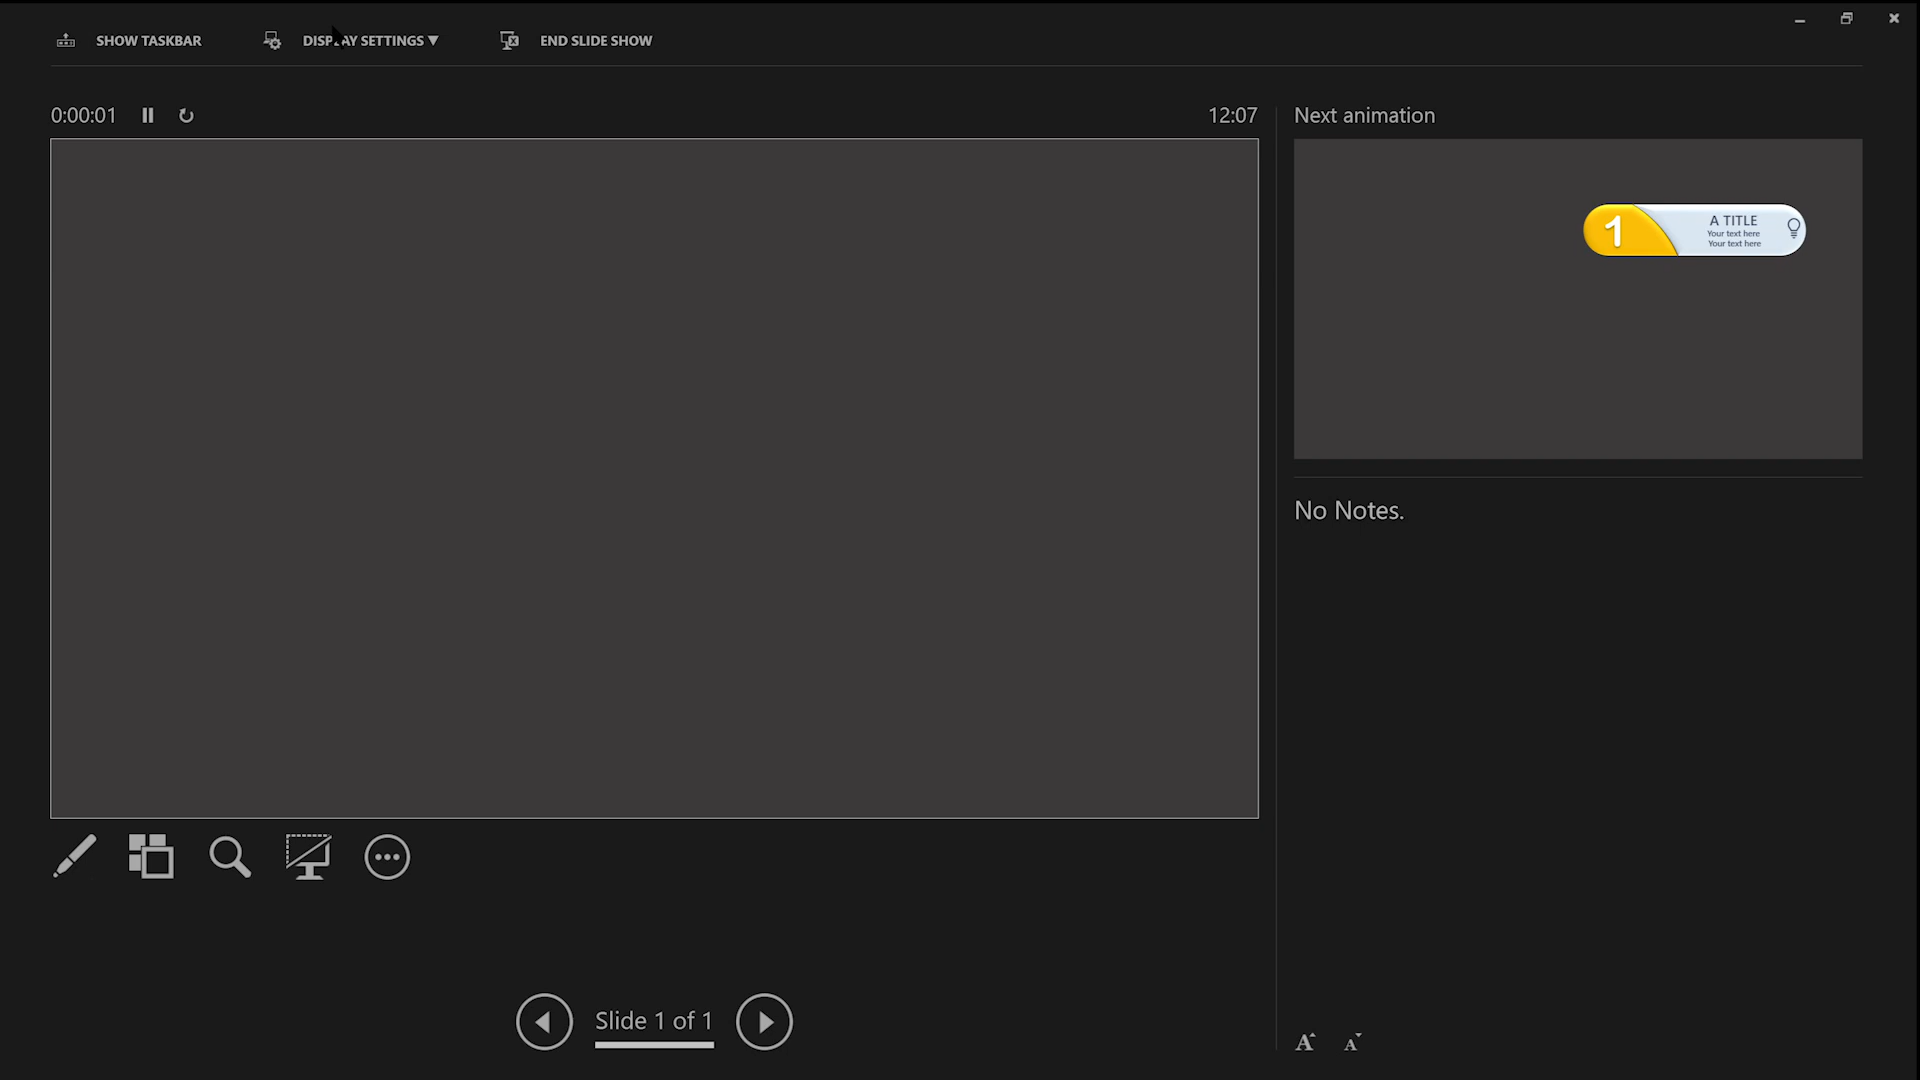 SHOW TASKBAR
DISPLAY SETTINGS ▼
END SLIDE SHOW
0:00:01
12:07
Next animation
1
A TITLE
Your text here
Your text here
No Notes.
Slide 1 of 1
A A